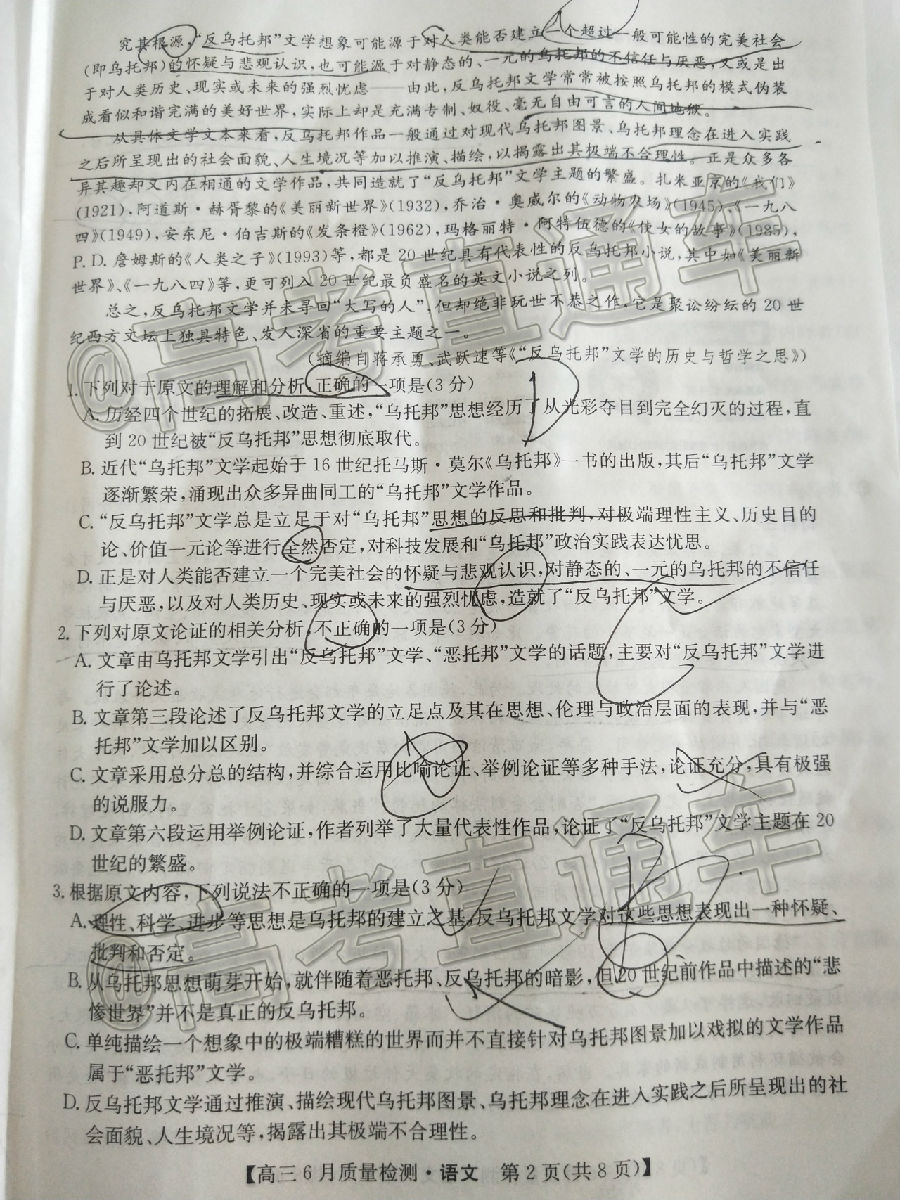 究其根源,“反乌托邦”文学想象可能源于对人类能否建立一个超过一般可能性的完美社会
(即乌托邦)的怀疑与悲观认识,也可能源于对静态的、一元的乌托邦的不信任与厌恶,又或是出
于对人类历史、现实或未来的强烈忧虑——由此,反乌托邦文学常常被按照乌托邦的模式伪装
成看似和谐完满的美好世界,实际上却是充满专制、奴役、毫无自由可言的人间地狱。
从具体文学文本来看,反乌托邦作品一般通过对现代乌托邦图景、乌托邦理念在进入实践
之后所呈现出的社会面貌、人生境况等加以推演、描绘,以揭露出其极端不合理性。正是众多各
异其趣却又内在相通的文学作品,共同造就了“反乌托邦”文学主题的繁盛。扎米亚京的《我们》
(1921),阿道斯·赫胥黎的《美丽新世界》(1932),乔治·奥威尔的《动物农场》(1945)、《一九八
四》(1949),安东尼·伯吉斯的《发条橙》(1962),玛格丽特·阿特伍德的《使女的故事》(1985),
P. D. 詹姆斯的《人类之子》(1993)等,都是 20 世纪具有代表性的反乌托邦小说,其中如《美丽新
世界》、《一九八四》等,更可列入 20 世纪最负盛名的英文小说之列。
总之,反乌托邦文学并未寻回“大写的人”,但却绝非玩世不恭之作,它是聚讼纷纭的 20 世
纪西方文坛上独具特色、发人深省的重要主题之一。
(摘编自蒋承勇、武跃速等《“反乌托邦”文学的历史与哲学之思》)
1. 下列对于原文的理解和分析,正确的一项是(3 分)
A. 历经四个世纪的拓展、改造、重述,“乌托邦”思想经历了从光彩夺目到完全幻灭的过程,直
到 20 世纪被“反乌托邦”思想彻底取代。
B. 近代“乌托邦”文学起始于 16 世纪托马斯·莫尔《乌托邦》一书的出版,其后“乌托邦”文学
逐渐繁荣,涌现出众多异曲同工的“乌托邦”文学作品。
C. “反乌托邦”文学总是立足于对“乌托邦”思想的反思和批判,对极端理性主义、历史目的
论、价值一元论等进行全然否定,对科技发展和“乌托邦”政治实践表达忧思。
D. 正是对人类能否建立一个完美社会的怀疑与悲观认识,对静态的、一元的乌托邦的不信任
与厌恶,以及对人类历史、现实或未来的强烈忧虑,造就了“反乌托邦”文学。
2. 下列对原文论证的相关分析,不正确的一项是(3 分)
A. 文章由乌托邦文学引出“反乌托邦”文学、“恶托邦”文学的话题,主要对“反乌托邦”文学进
行了论述。
B. 文章第三段论述了反乌托邦文学的立足点及其在思想、伦理与政治层面的表现,并与“恶
托邦”文学加以区别。
C. 文章采用总分总的结构,并综合运用比喻论证、举例论证等多种手法,论证充分,具有极强
的说服力。
D. 文章第六段运用举例论证,作者列举了大量代表性作品,论证了“反乌托邦”文学主题在 20
世纪的繁盛。
3. 根据原文内容,下列说法不正确的一项是(3 分)
A. 理性、科学、进步等思想是乌托邦的建立之基,反乌托邦文学对这些思想表现出一种怀疑、
批判和否定。
B. 从乌托邦思想萌芽开始,就伴随着恶托邦、反乌托邦的暗影,且 20 世纪前作品中描述的“悲
惨世界”并不是真正的反乌托邦。
C. 单纯描绘一个想象中的极端糟糕的世界而并不直接针对乌托邦图景加以戏拟的文学作品
属于“恶托邦”文学。
D. 反乌托邦文学通过推演、描绘现代乌托邦图景、乌托邦理念在进入实践之后所呈现出的社
会面貌、人生境况等,揭露出其极端不合理性。
【高三 6 月质量检测·语文 第 2 页(共 8 页)】
@高考直通车
@高考直通车